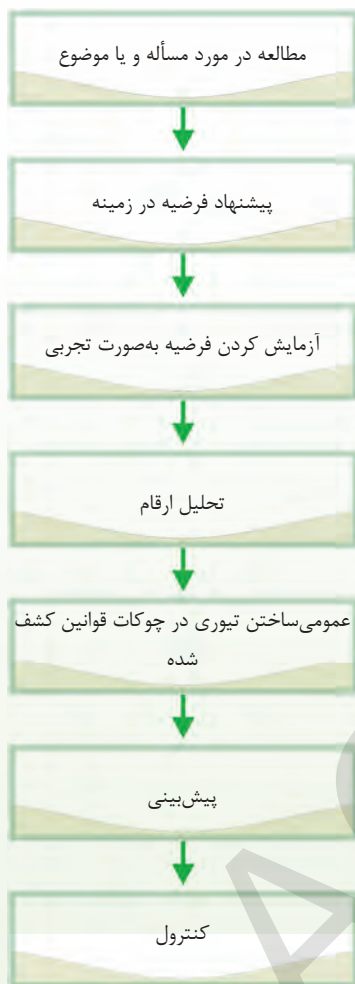 مطالعه در مورد مسأله و یا موضوع
پیشنهاد فرضیه در زمینه
آزمایش کردن فرضیه به‌صورت تجربی
تحلیل ارقام
عمومی‌ساختن تیوری در چوکات قوانین کشف
شده
پیش‌بینی
کنترول